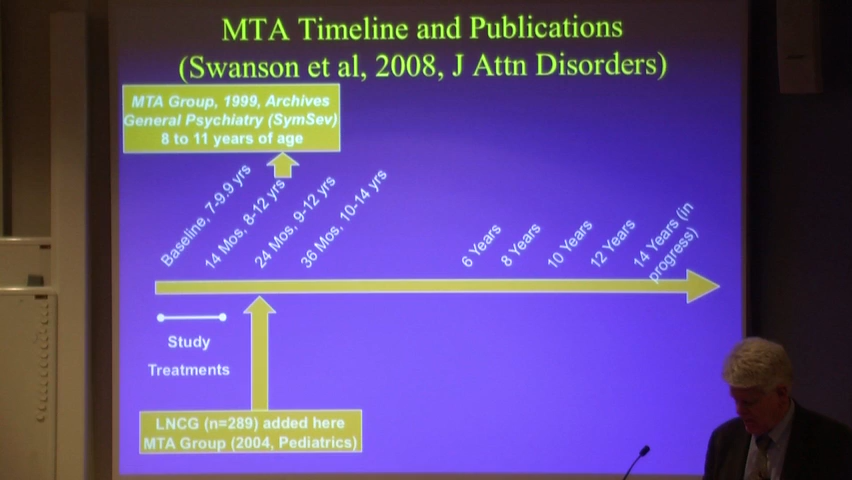 MTA Timeline and Publications
(Swanson et al, 2008, J Attn Disorders)
MTA Group, 1999, Archives
General Psychiatry (SymSev)
8 to 11 years of age
Baseline, 7-9.9 yrs
14 Mos, 8-12 yrs
24 Mos, 9-12 yrs
36 Mos, 10-14 yrs
6 Years
8 Years
10 Years
12 Years
14 Years (in
progress)
Study
Treatments
LNCG (n=289) added here
MTA Group (2004, Pediatrics)